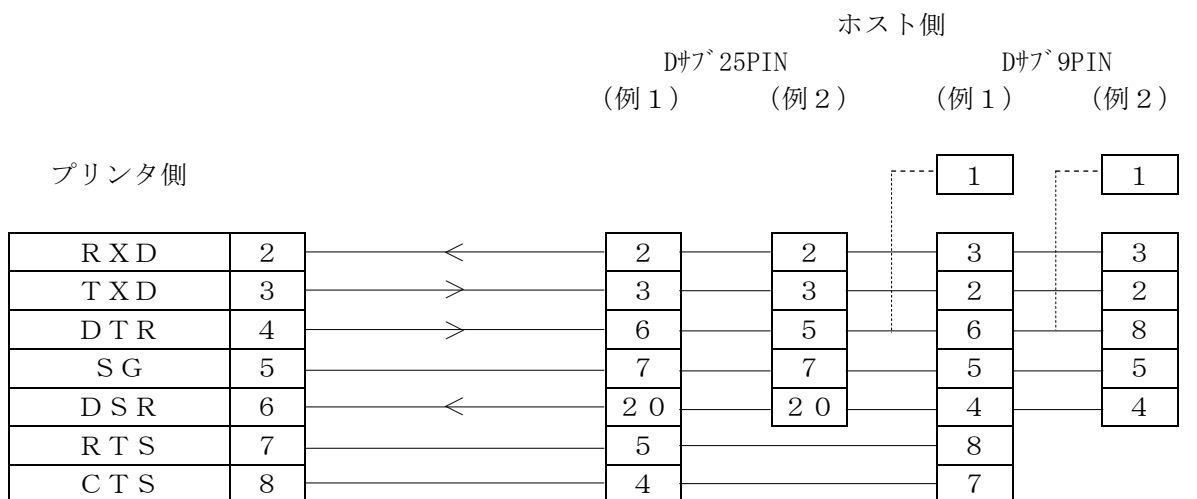 ホスト側
Dｻﾌﾞ25PIN Dｻﾌﾞ9PIN
（例１） （例２） （例１） （例２）
プリンタ側 １ １
ＲＸＤ ２ ２ ２ ３ ３
ＴＸＤ ３ ３ ３ ２ ２
ＤＴＲ ４ ６ ５ ６ ８
ＳＧ ５ ７ ７ ５ ５
ＤＳＲ ６ ２０ ２０ ４ ４
ＲＴＳ ７ ５ ８
ＣＴＳ ８ ４ ７